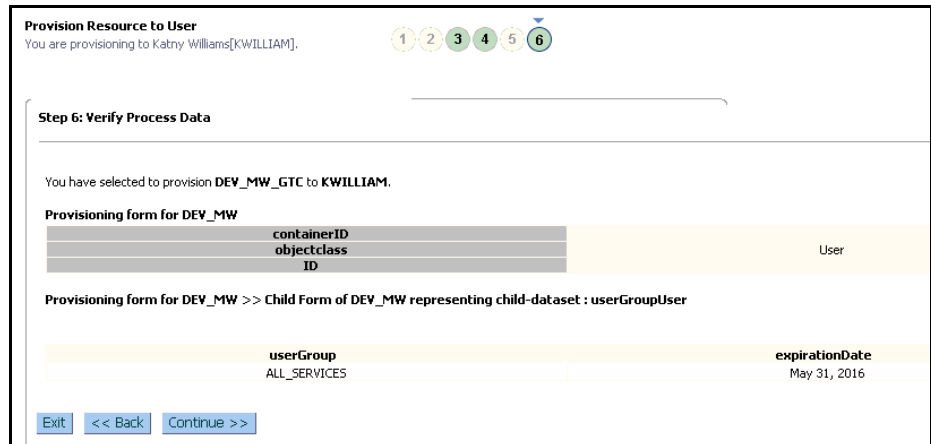 Provision Resource to User
You are provisioning to Katny Williams[KWILLIAM].
1 2 3 4 5 6
Step 6: Verify Process Data
You have selected to provision DEV_MW_GTC to KWILLIAM.
Provisioning form for DEV_MW
containerID
objectclass User
ID
Provisioning form for DEV_MW >> Child Form of DEV_MW representing child-dataset : userGroupUser
userGroup expirationDate
ALL_SERVICES May 31, 2016
Exit << Back Continue >>